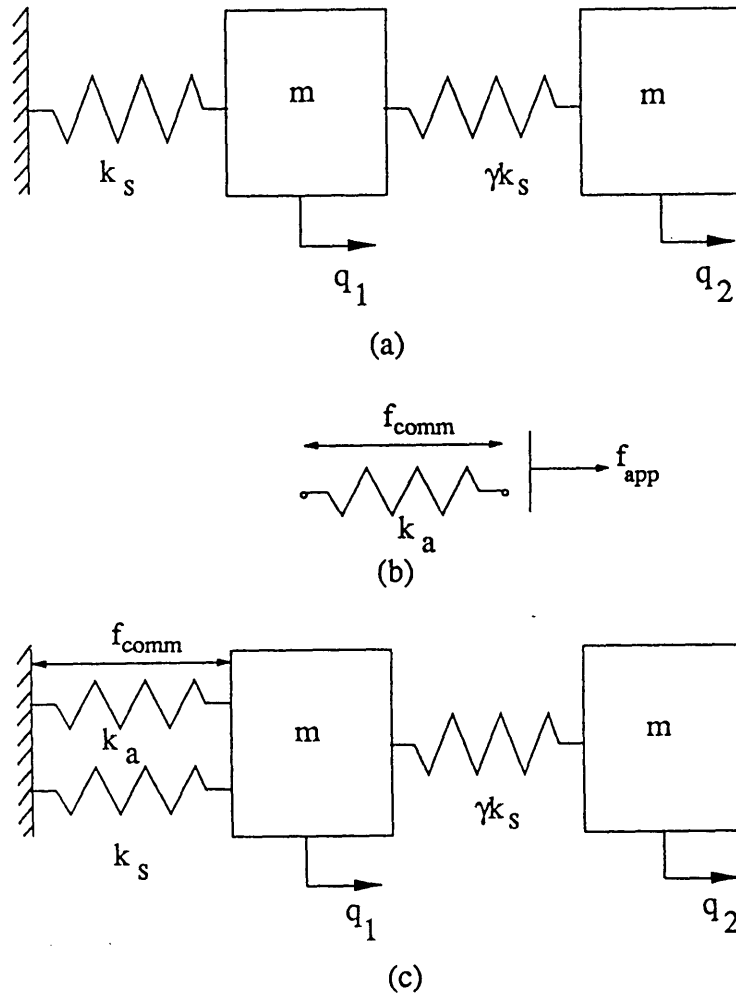 m m
k s γk s
q 1 q 2
(a)
f comm
f app
k a
(b)
f comm
k a m m
γk s
k s
q 1 q 2
(c)